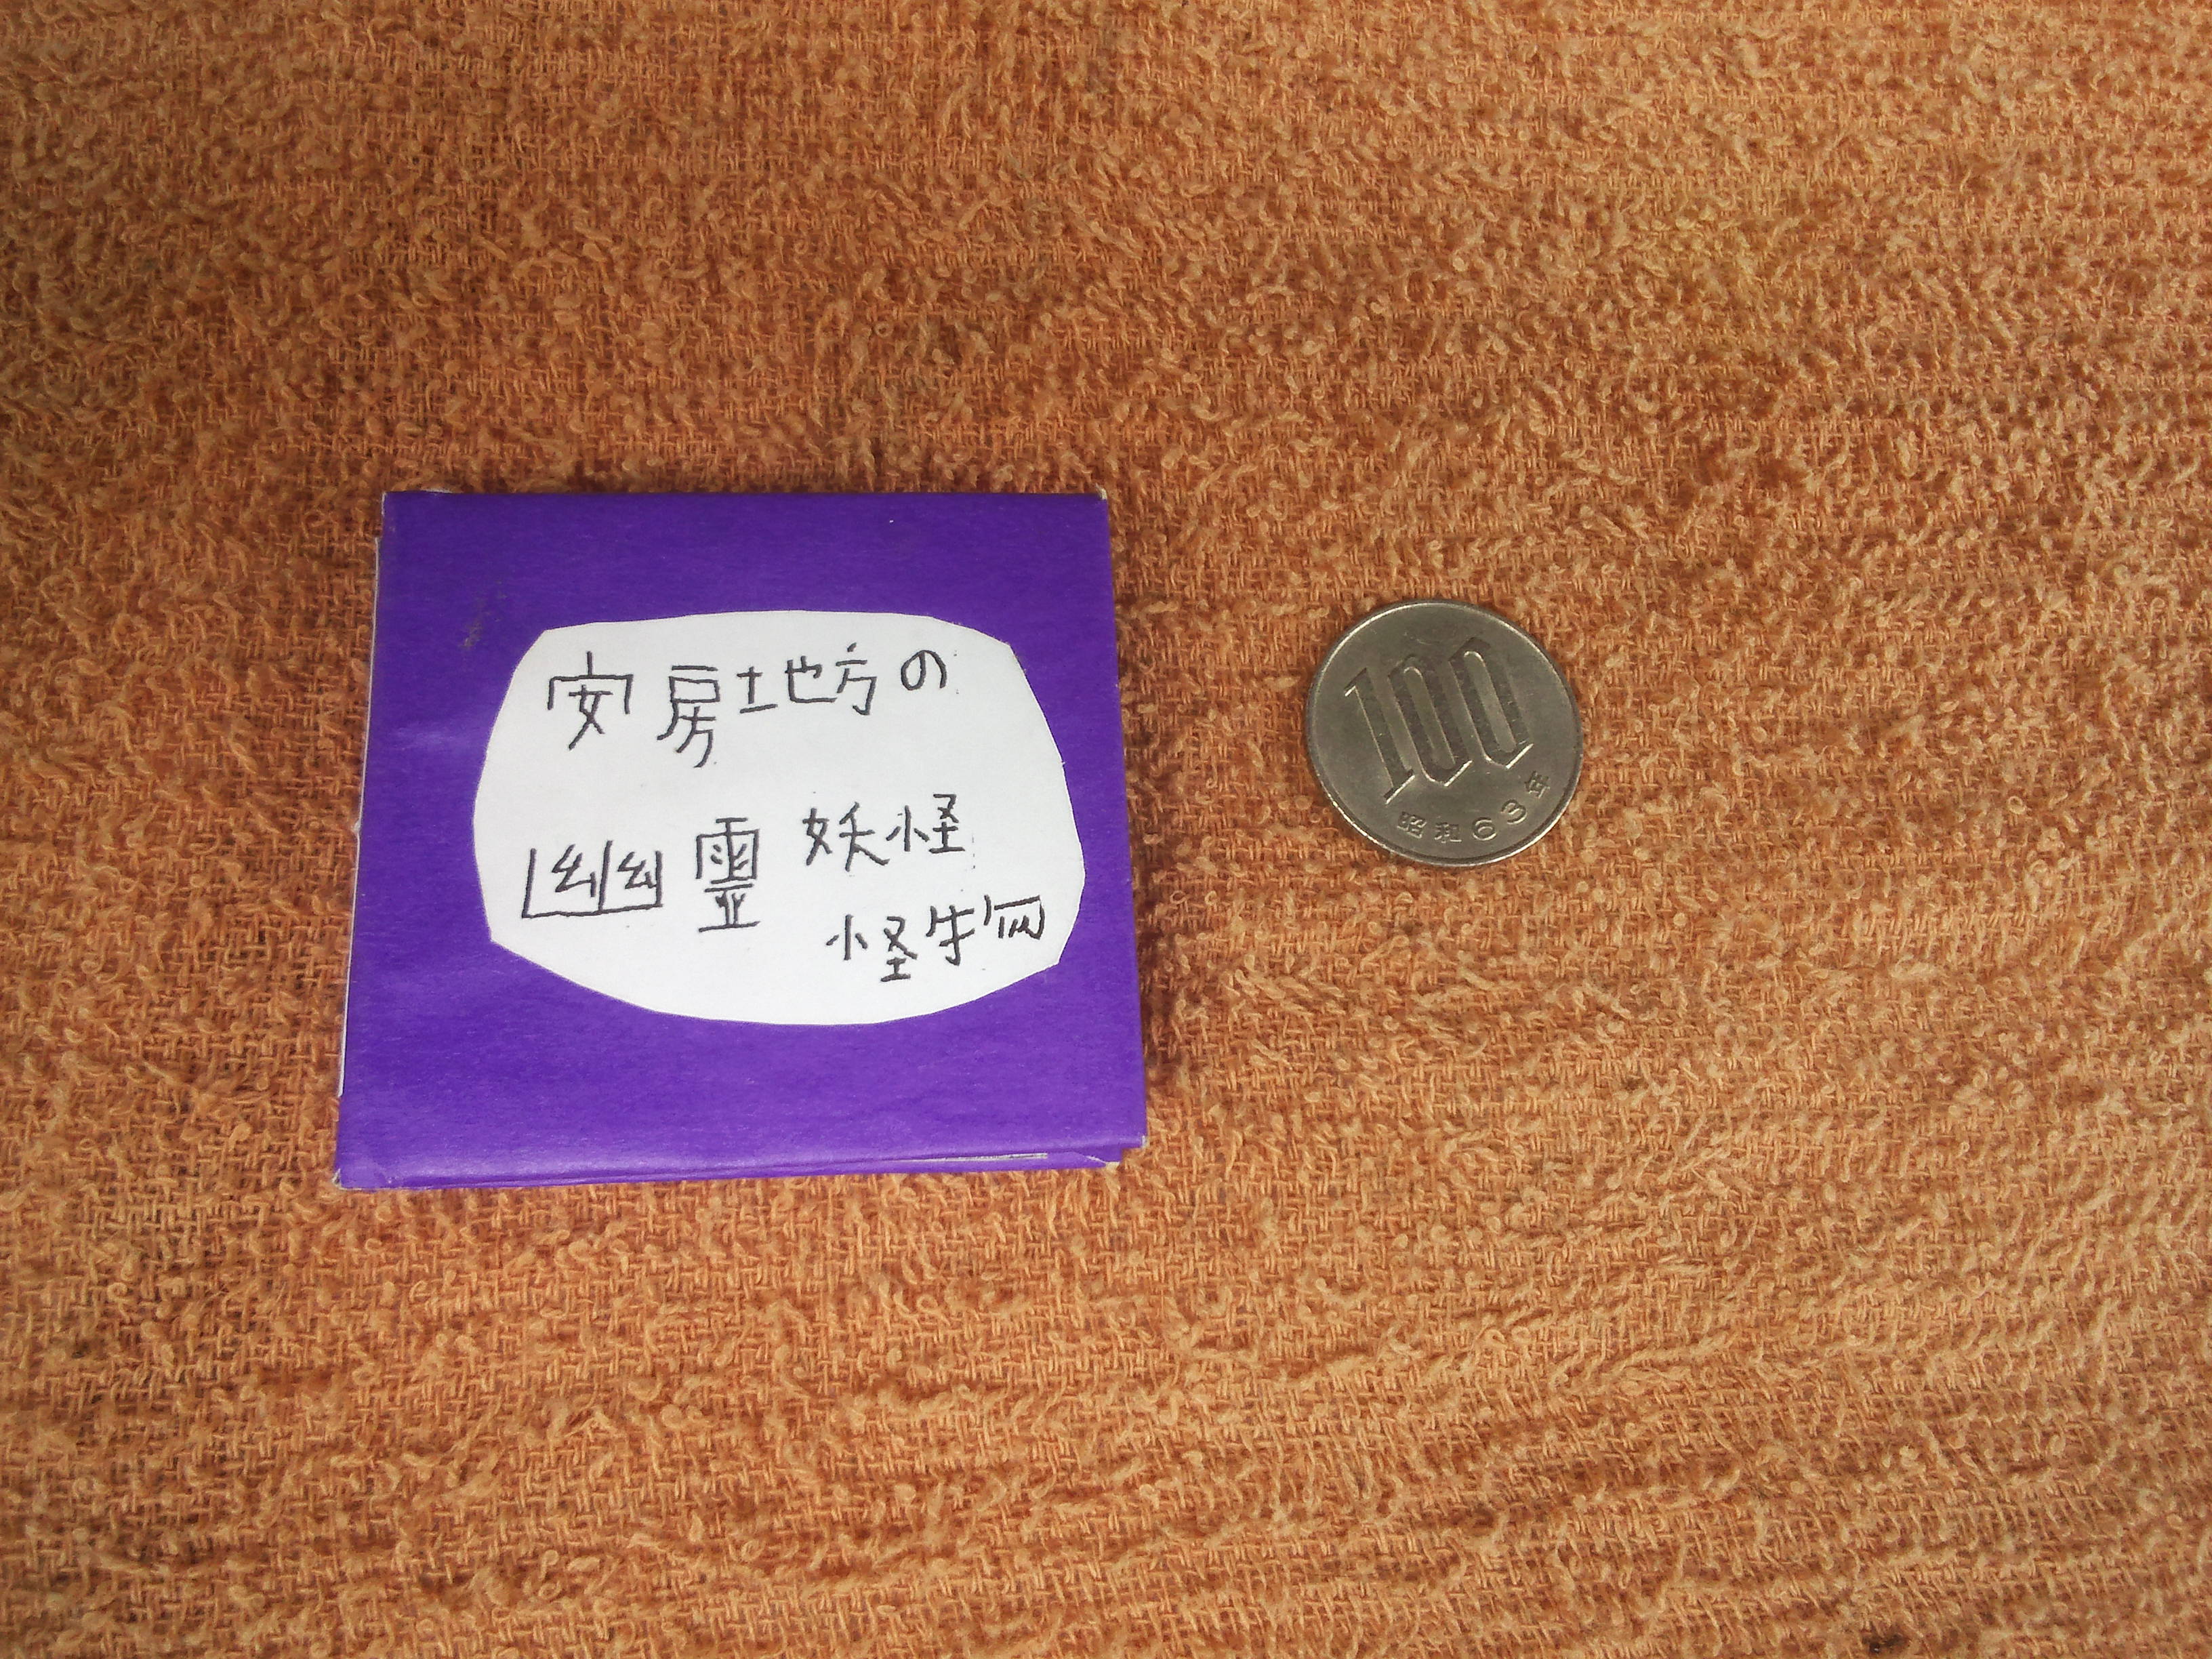 安房地方の
幽霊 妖怪
怪物
100
昭和63年